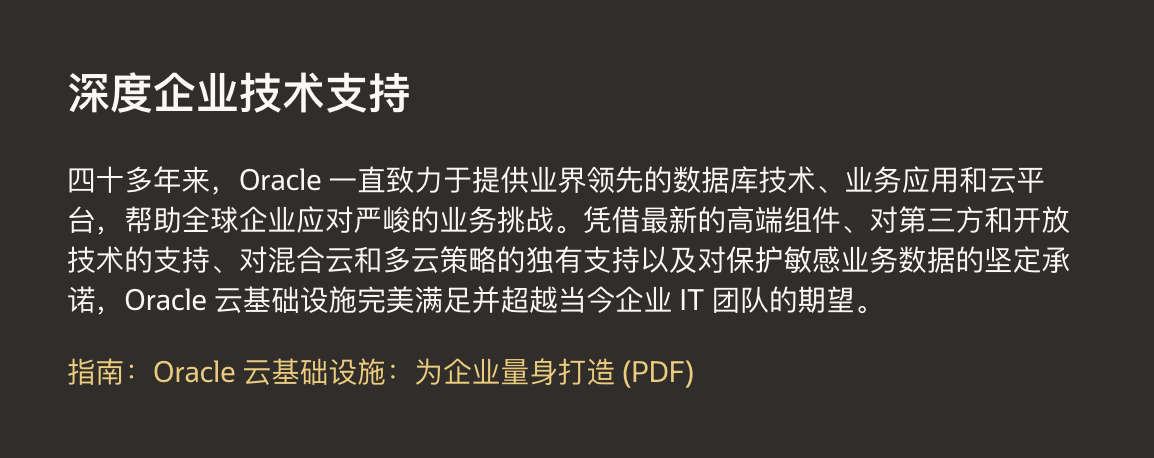 深度企业技术支持
四十多年来，Oracle 一直致力于提供业界领先的数据库技术、业务应用和云平
台，帮助全球企业应对严峻的业务挑战。凭借最新的高端组件、对第三方和开放
技术的支持、对混合云和多云策略的独有支持以及对保护敏感业务数据的坚定承
诺，Oracle 云基础设施完美满足并超越当今企业 IT 团队的期望。
指南：Oracle 云基础设施：为企业量身打造 (PDF)